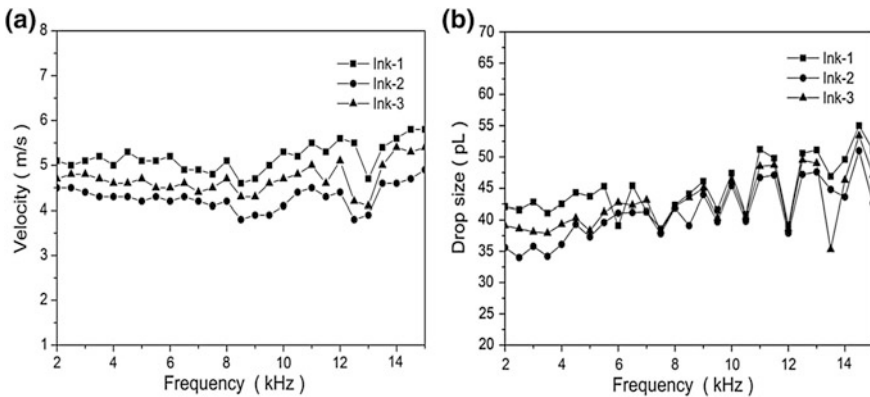 (a)
8
7
6
5
4
3
2
1
Velocity ( m/s )
2 4 6 8 10 12 14
Frequency ( kHz )
Ink-1
Ink-2
Ink-3
(b)
70
65
60
55
50
45
40
35
30
25
20
Drop size ( pL )
2 4 6 8 10 12 14
Frequency ( kHz )
Ink-1
Ink-2
Ink-3